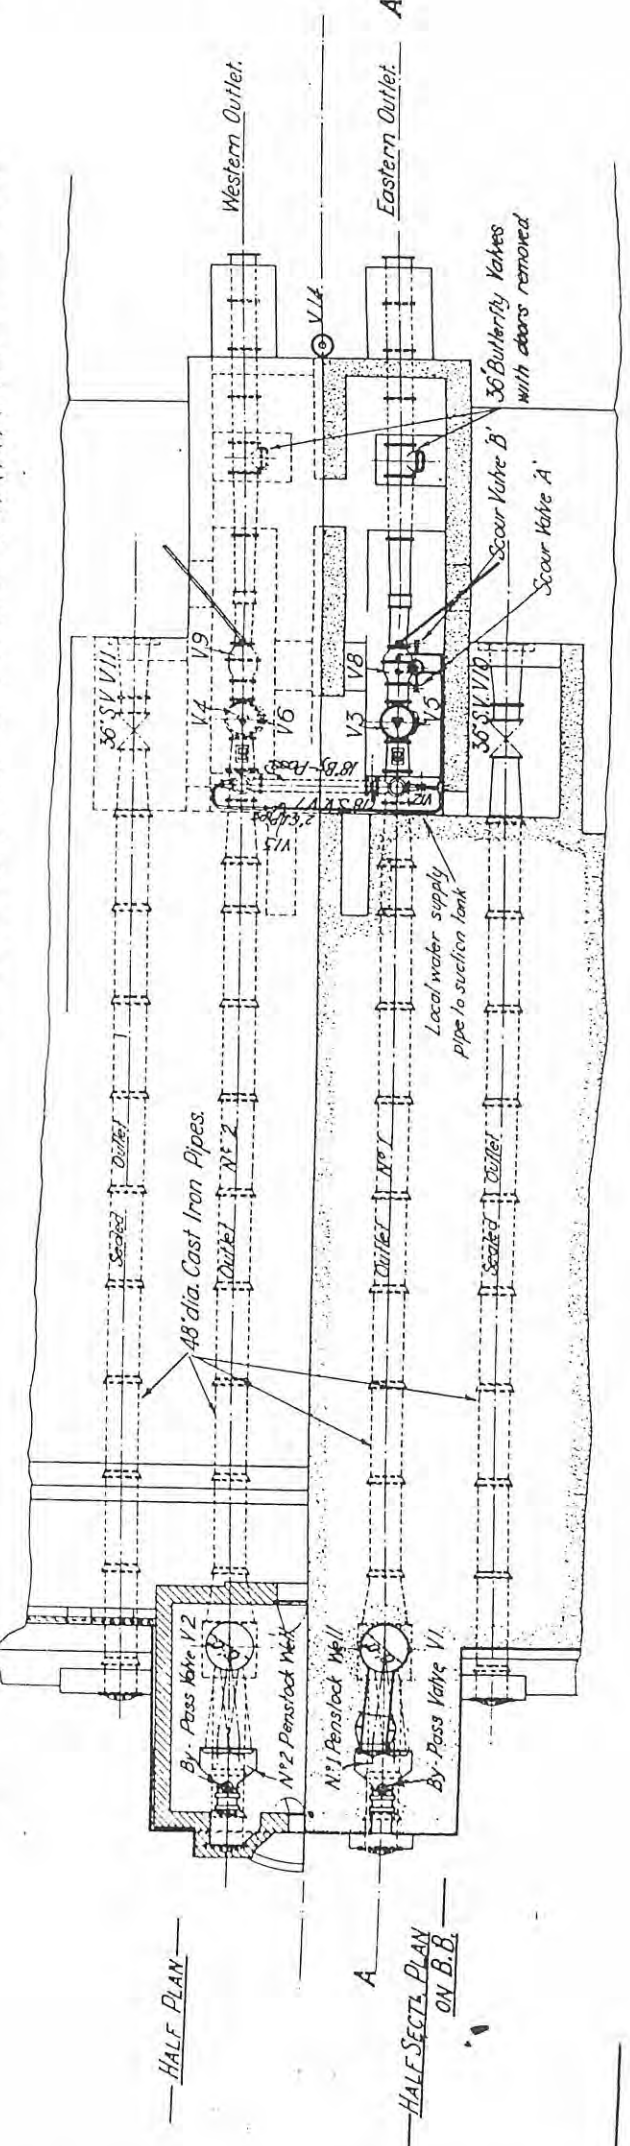 Western Outlet.
Eastern Outlet.
A
V14
36" Butterfly Valves
with doors removed
Scour Valve 'B'
Scour Valve 'A'
36" S.V. V11
V9
V4
V6
V8
V3
V5
36" S.V. V10
18" By-Pass
18" S.V. V7
V13
V12
Local water supply
pipe to suction tank
Sealed Outlet
48" dia. Cast Iron Pipes.
Outlet Nº 2
Outlet Nº 1
Sealed Outlet
By-Pass Valve V2
Nº 2 Penstock Well
Nº 1 Penstock Well
By-Pass Valve V1
A
HALF PLAN
HALF SECTL PLAN
ON B.B.